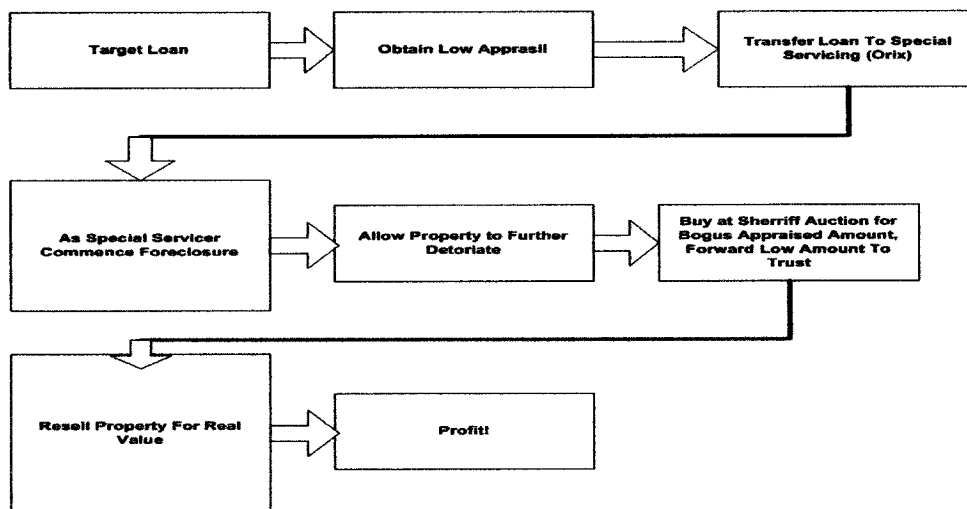 Target Loan
Obtain Low Apprasil
Transfer Loan To Special
Servicing (Orix)
As Special Servicer
Commence Foreclosure
Allow Property to Further
Detoriate
Buy at Sherriff Auction for
Bogus Appraised Amount,
Forward Low Amount To
Trust
Resell Property For Real
Value
Profit!